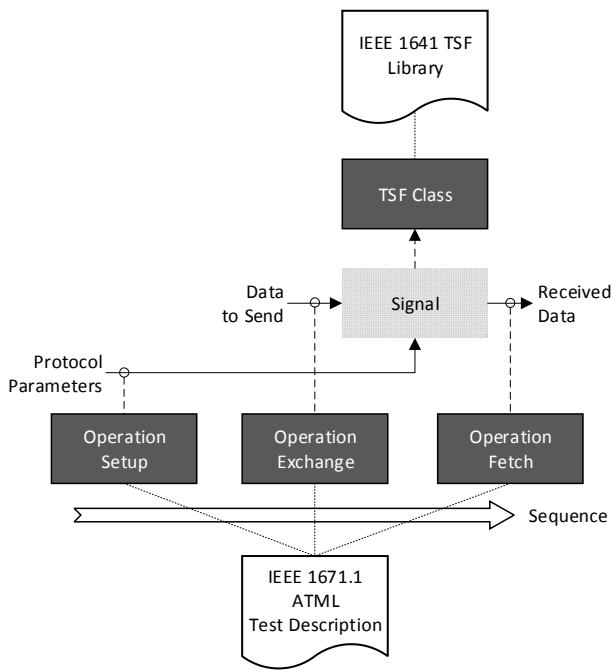 IEEE 1641 TSF
Library
TSF Class
Data
to Send
Signal
Received
Data
Protocol
Parameters
Operation
Setup
Operation
Exchange
Operation
Fetch
Sequence
IEEE 1671.1
ATML
Test Description